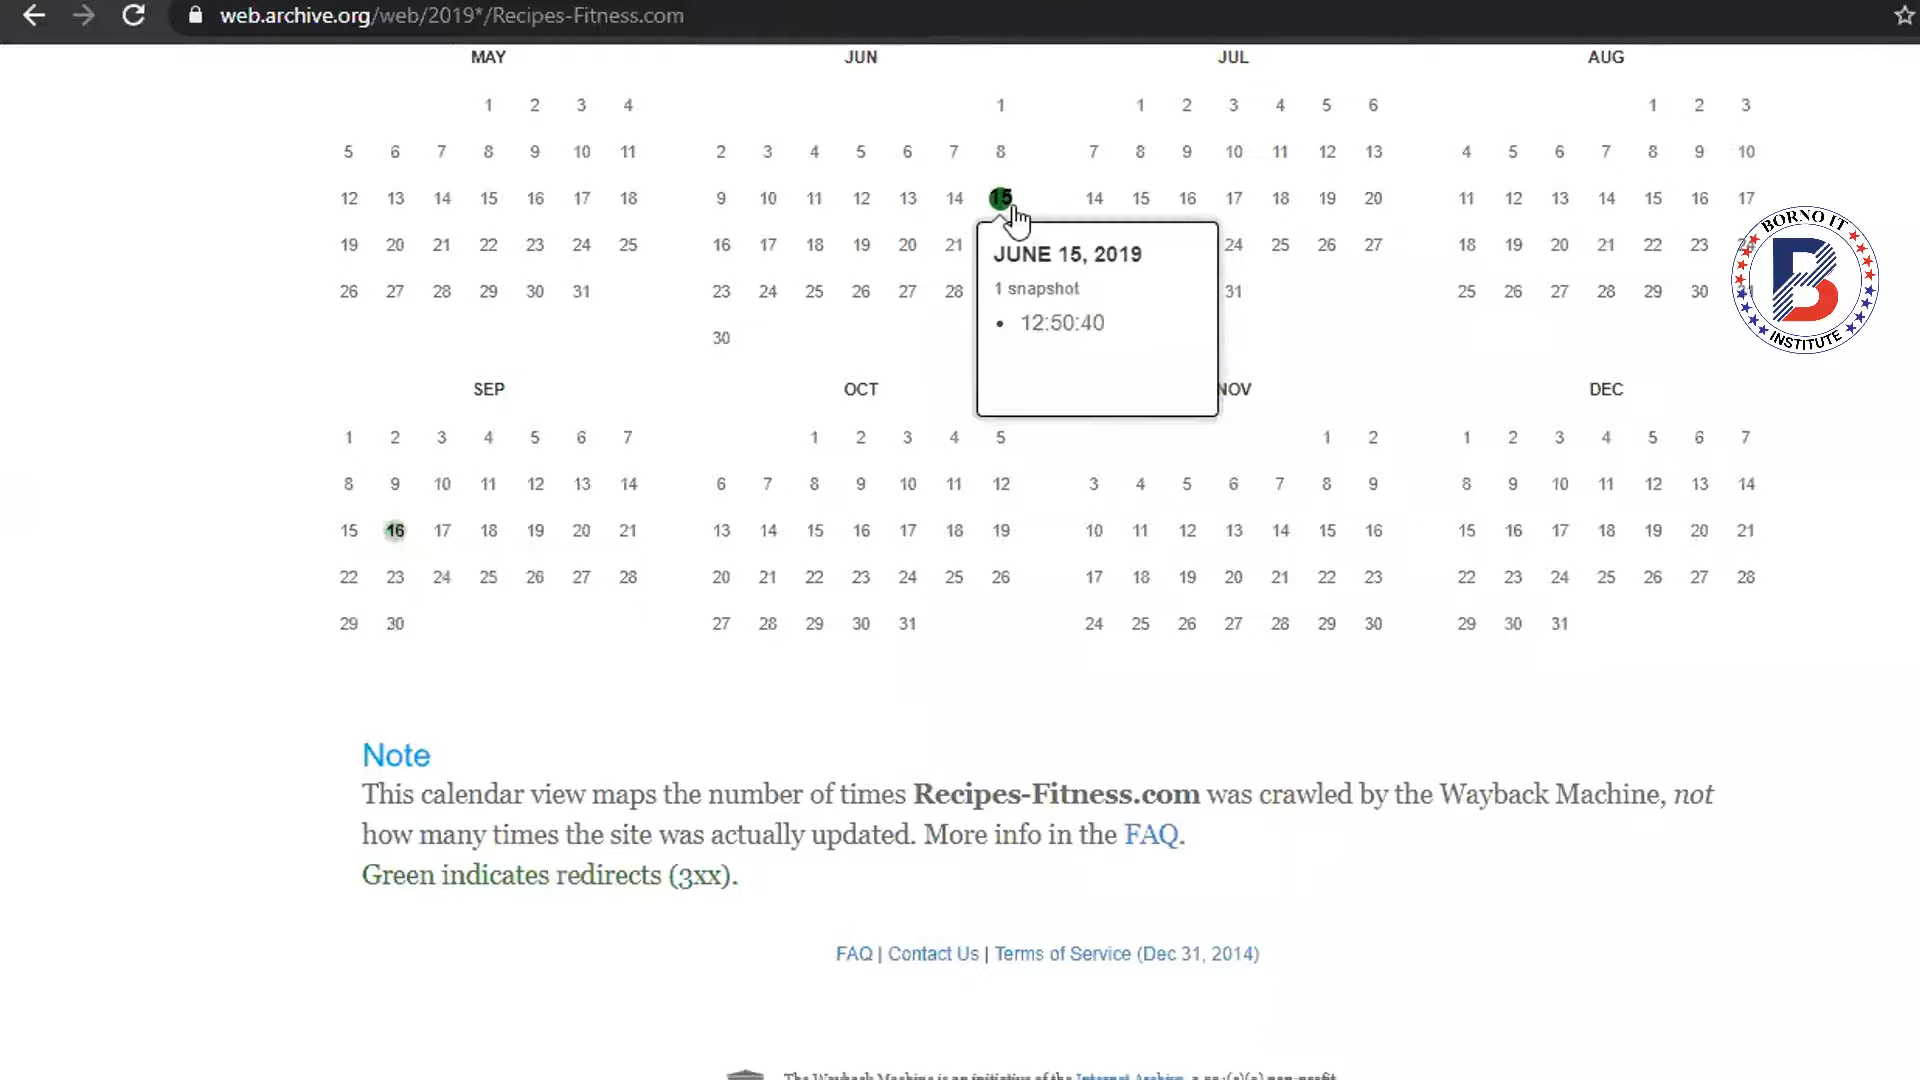 web.archive.org/web/2019*/Recipes-Fitness.com
MAY JUN JUL AUG
1 2 3 4 1 1 2 3 4 5 6 1 2 3
5 6 7 8 9 10 11 2 3 4 5 6 7 8 7 8 9 10 11 12 13 4 5 6 7 8 9 10
12 13 14 15 16 17 18 9 10 11 12 13 14 15 14 15 16 17 18 19 20 11 12 13 14 15 16 17
19 20 21 22 23 24 25 16 17 18 19 20 21 24 25 26 27 18 19 20 21 22 23 24
26 27 28 29 30 31 23 24 25 26 27 28 31 25 26 27 28 29 30 31
30
JUNE 15, 2019
1 snapshot
• 12:50:40
BORNO IT
B
INSTITUTE
SEP OCT NOV DEC
1 2 3 4 5 6 7 1 2 3 4 5 1 2 1 2 3 4 5 6 7
8 9 10 11 12 13 14 6 7 8 9 10 11 12 3 4 5 6 7 8 9 8 9 10 11 12 13 14
15 16 17 18 19 20 21 13 14 15 16 17 18 19 10 11 12 13 14 15 16 15 16 17 18 19 20 21
22 23 24 25 26 27 28 20 21 22 23 24 25 26 17 18 19 20 21 22 23 22 23 24 25 26 27 28
29 30 27 28 29 30 31 24 25 26 27 28 29 30 29 30 31
Note
This calendar view maps the number of times Recipes-Fitness.com was crawled by the Wayback Machine, not
how many times the site was actually updated. More info in the FAQ.
Green indicates redirects (3xx).
FAQ | Contact Us | Terms of Service (Dec 31, 2014)
The Wayback Machine is an initiative of the Internet Archive, a 501(c)(3) non-profit